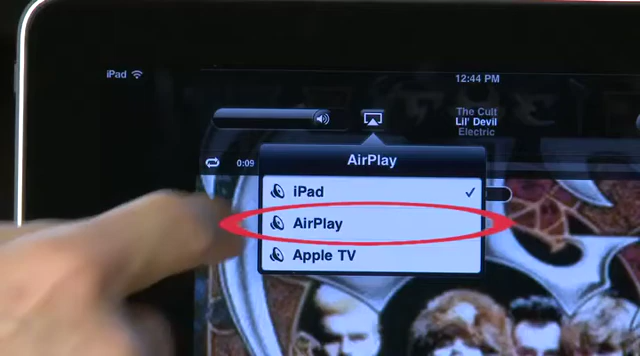 iPad
12:44 PM
The Cult
Lil' Devil
Electric
0:09
AirPlay
iPad
AirPlay
Apple TV